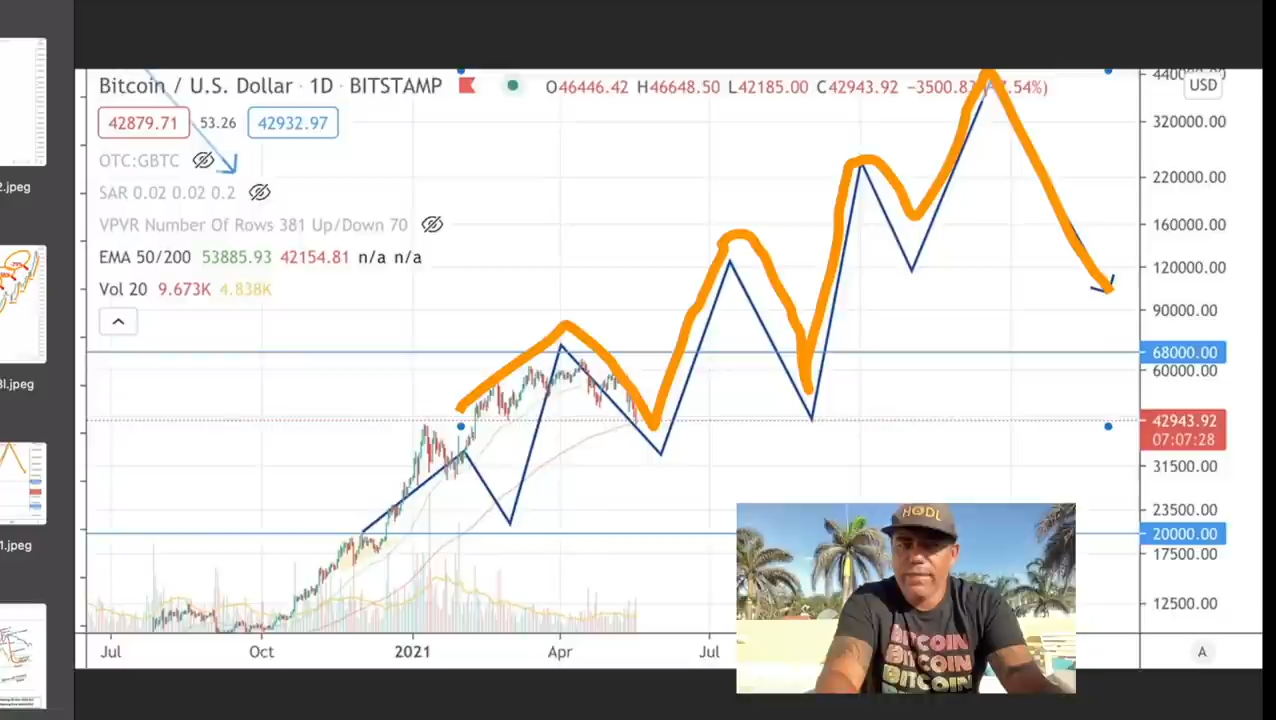 Bitcoin / U.S. Dollar · 1D · BITSTAMP O46446.42 H46648.50 L42185.00 C42943.92
42879.71 53.26 42932.97
OTC:GBTC
SAR 0.02 0.02 0.2
VPVR Number Of Rows 381 Up/Down 70
EMA 50/200 53885.93 42154.81 n/a n/a
Vol 20 9.673K 4.838K
USD
320000.00
220000.00
160000.00
120000.00
90000.00
68000.00
60000.00
42943.92
07:07:28
31500.00
23500.00
20000.00
17500.00
12500.00
Jul Oct 2021 Apr Jul
A
2.jpeg
1.jpeg
HODL
BITCOIN
BITCOIN
BITCOIN